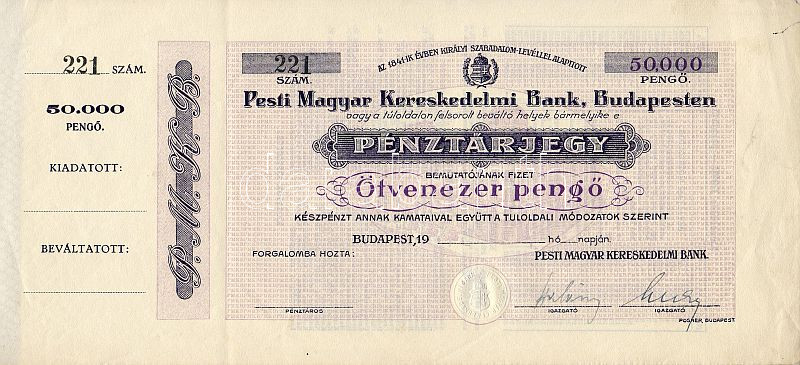 221 SZÁM.
50.000
PENGŐ.
KIADATOTT:
BEVÁLTATOTT:
P. M. K. B.
221
SZÁM.
AZ 1841-IK ÉVBEN KIRÁLYI SZABADALOM-LEVÉLLEL ALAPITOTT
50.000
PENGŐ.
Pesti Magyar Kereskedelmi Bank, Budapesten
vagy a túloldalon felsorolt beváltó helyek bármelyike e
PÉNZTÁRJEGY
BEMUTATÓJÁNAK FIZET
Ötvenezer pengő
KÉSZPÉNZT ANNAK KAMATAIVAL EGYÜTT A TULOLDALI MÓDOZATOK SZERINT
BUDAPEST, 19 hó napján.
FORGALOMBA HOZTA:
PESTI MAGYAR KERESKEDELMI BANK.
PÉNZTÁROS
IGAZGATÓ
IGAZGATÓ
POSNER, BUDAPEST.